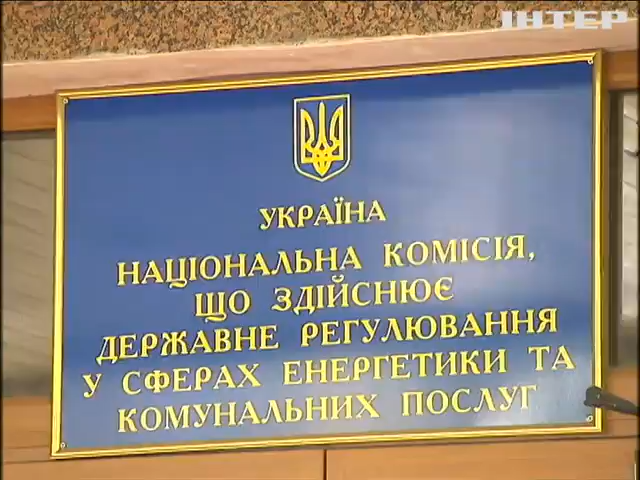 ІНТЕР
УКРАЇНА
НАЦІОНАЛЬНА КОМІСІЯ,
ЩО ЗДІЙСНЮЄ
ДЕРЖАВНЕ РЕГУЛЮВАННЯ
У СФЕРАХ ЕНЕРГЕТИКИ ТА
КОМУНАЛЬНИХ ПОСЛУГ